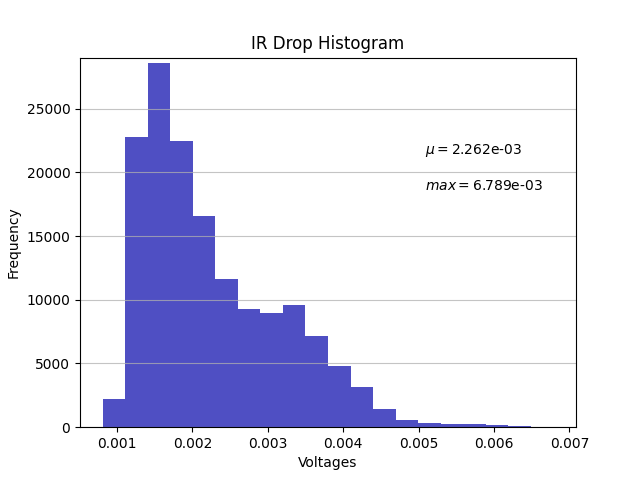 IR Drop Histogram
25000
20000
15000
10000
5000
0
Frequency
μ = 2.262e-03
max = 6.789e-03
0.001 0.002 0.003 0.004 0.005 0.006 0.007
Voltages